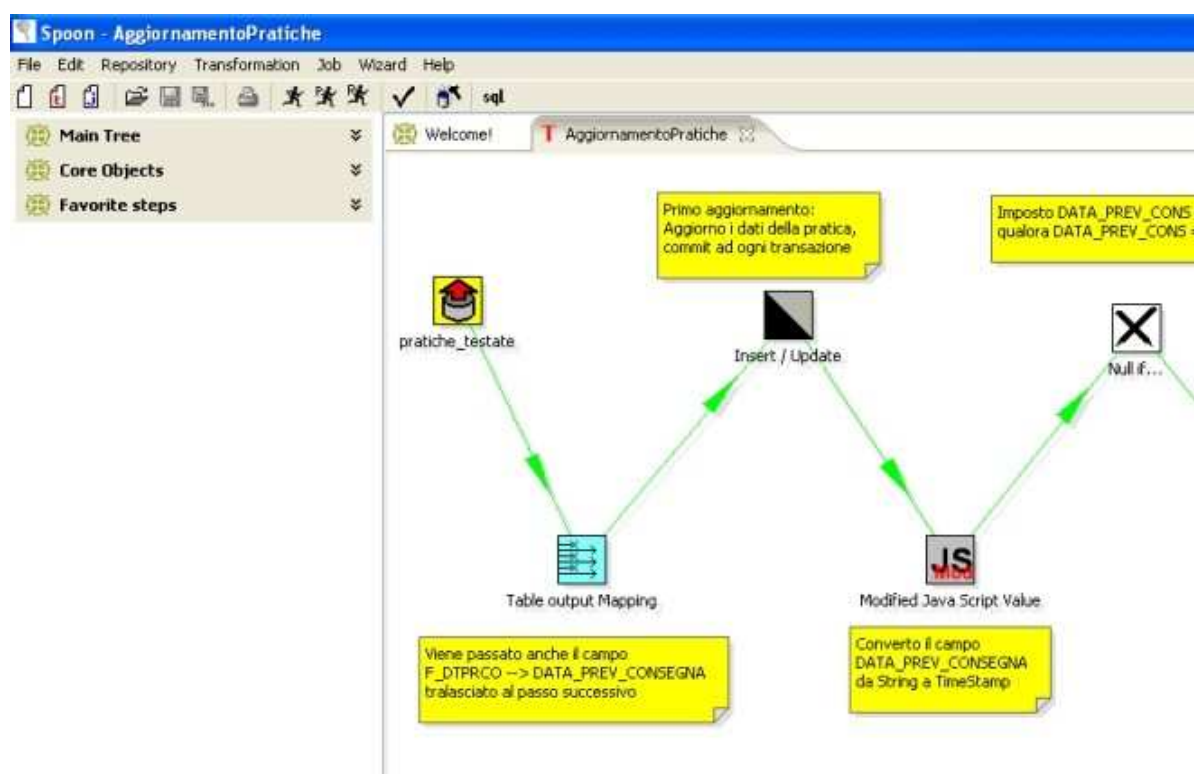 Spoon - AggiornamentoPratiche
File Edit Repository Transformation Job Wizard Help
sql
Main Tree
Core Objects
Favorite steps
Welcome!
T AggiornamentoPratiche
Primo aggiornamento:
Aggiorno i dati della pratica,
commit ad ogni transazione
Imposto DATA_PREV_CONS
qualora DATA_PREV_CONS =
pratiche_testate
Insert / Update
Null if...
Table output Mapping
JS
mod
Modified Java Script Value
Viene passato anche il campo
F_DTPRCO --> DATA_PREV_CONSEGNA
tralasciato al passo successivo
Converto il campo
DATA_PREV_CONSEGNA
da String a TimeStamp